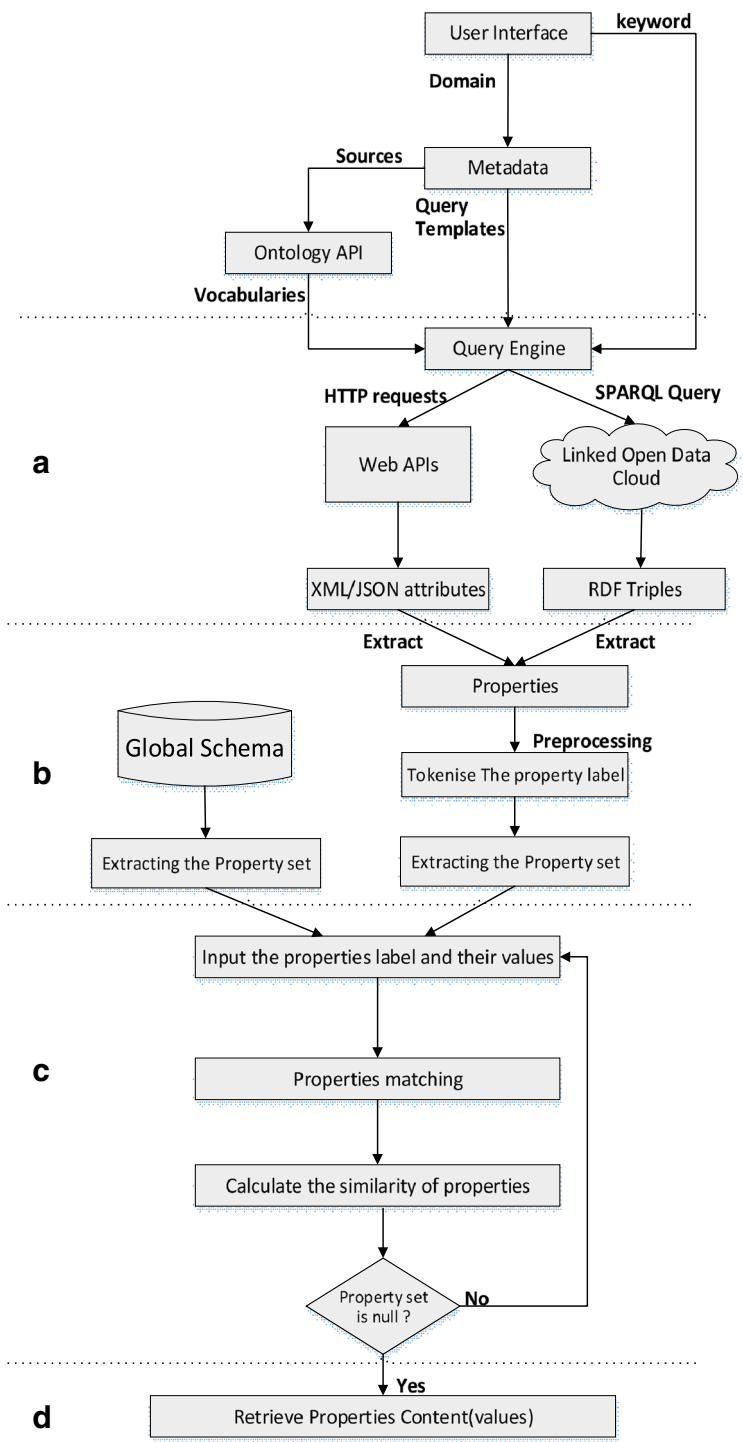 User Interface
keyword
Domain
Sources
Metadata
Query
Templates
Ontology API
Vocabularies
Query Engine
HTTP requests
SPARQL Query
a
Web APIs
Linked Open Data
Cloud
XML/JSON attributes
RDF Triples
Extract
Extract
Properties
Global Schema
Preprocessing
b
Tokenise The property label
Extracting the Property set
Extracting the Property set
Input the properties label and their values
c
Properties matching
Calculate the similarity of properties
Property set
is null ?
No
Yes
d
Retrieve Properties Content(values)